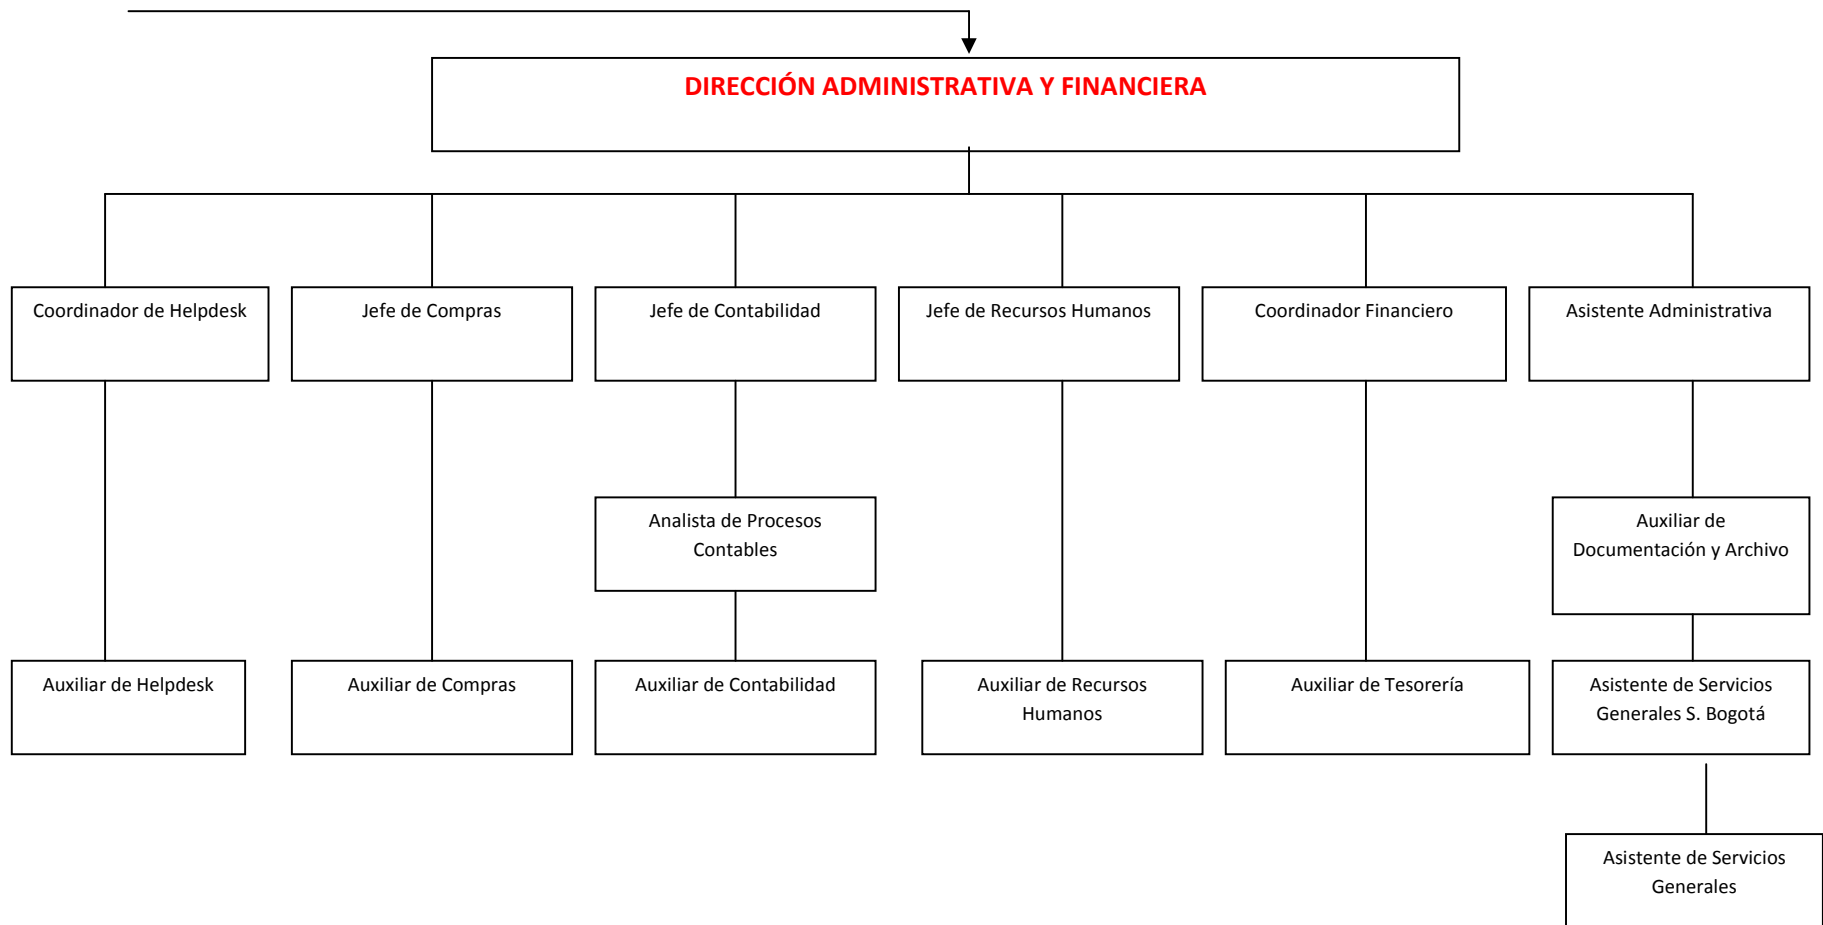 DIRECCIÓN ADMINISTRATIVA Y FINANCIERA
Coordinador de Helpdesk
Jefe de Compras
Jefe de Contabilidad
Jefe de Recursos Humanos
Coordinador Financiero
Asistente Administrativa
Analista de Procesos
Contables
Auxiliar de
Documentación y Archivo
Auxiliar de Helpdesk
Auxiliar de Compras
Auxiliar de Contabilidad
Auxiliar de Recursos
Humanos
Auxiliar de Tesorería
Asistente de Servicios
Generales S. Bogotá
Asistente de Servicios
Generales